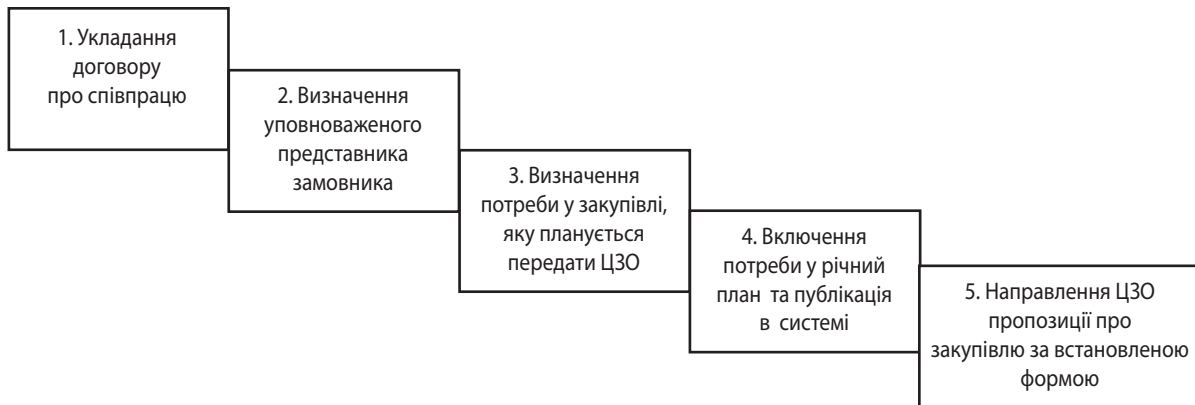 1. Укладання
договору
про співпрацю
2. Визначення
уповноваженого
представника
замовника
3. Визначення
потреби у закупівлі,
яку планується
передати ЦЗО
4. Включення
потреби у річний
план та публікація
в системі
5. Направлення ЦЗО
пропозиції про
закупівлю за встановленою
формою